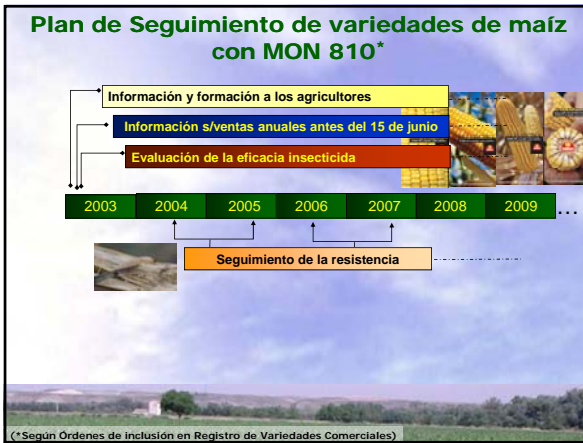 Plan de Seguimiento de variedades de maíz
con MON 810*
Información y formación a los agricultores
Información s/ventas anuales antes del 15 de junio
Evaluación de la eficacia insecticida
2003 2004 2005 2006 2007 2008 2009 ...
Seguimiento de la resistencia
(*Según Órdenes de inclusión en Registro de Variedades Comerciales)